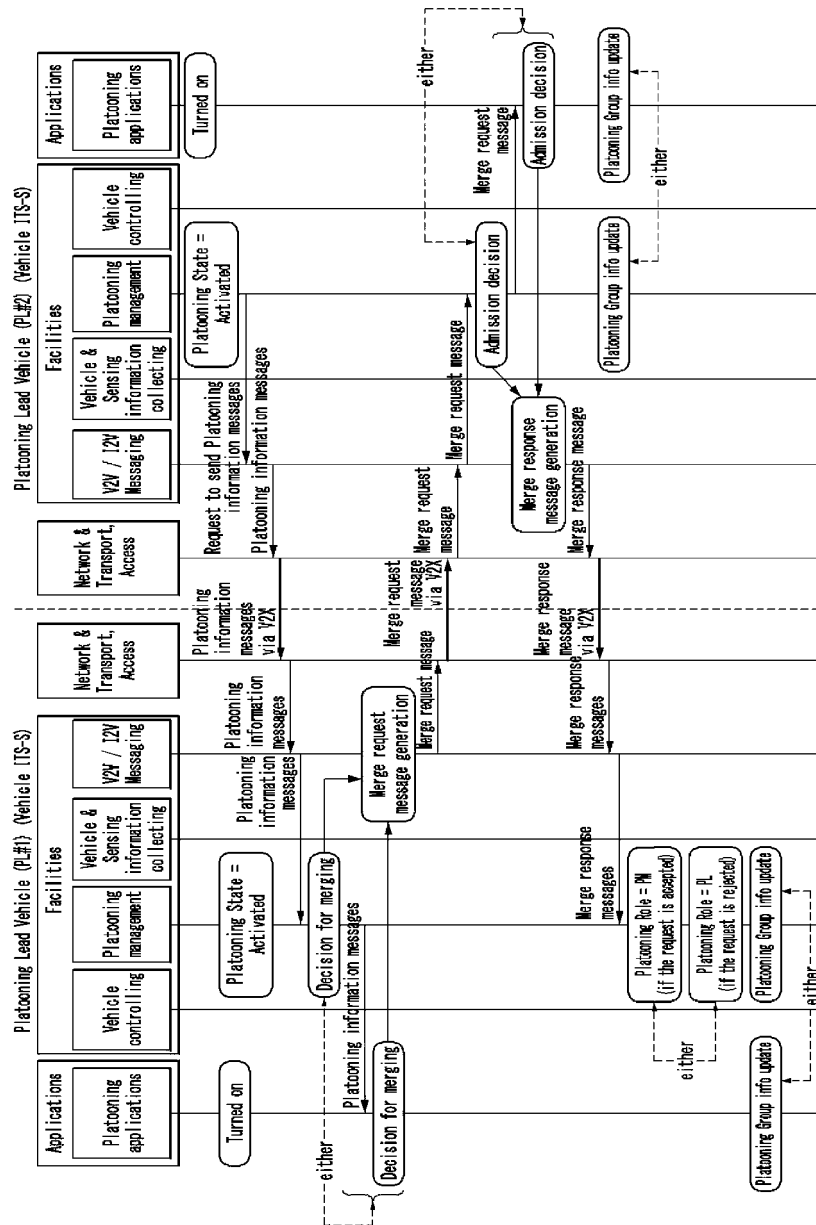 Platooning Lead Vehicle (PL#1) (Vehicle ITS-S)
Platooning Lead Vehicle (PL#2) (Vehicle ITS-S)
Applications
Facilities
Facilities
Applications
Platooning
applications
Vehicle
controlling
Platooning
management
Vehicle &
Sensing
information
collecting
V2V / I2V
Messaging
Network &
Transport,
Access
Network &
Transport,
Access
V2V / I2V
Messaging
Vehicle &
Sensing
information
collecting
Platooning
management
Vehicle
controlling
Platooning
applications
Turned on
Platooning State =
Activated
Platooning State =
Activated
Turned on
Request to send Platooning
information messages
Platooning information messages
Platooning
information
messages
via V2X
Platooning
information
messages
Platooning
information
messages
Decision for merging
either
Platooning information messages
Decision for merging
Merge request
message generation
Merge request message
Merge request
message
via V2X
Merge request
message
Merge request message
Admission decision
either
Merge request
message
Admission decision
Merge response
message generation
Merge response message
Merge response
message
via V2X
Merge response
messages
Merge response
messages
Platooning Role = PM
(if the request is accepted)
either
Platooning Role = PL
(if the request is rejected)
Platooning Group info update
Platooning Group info update
either
Platooning Group info update
Platooning Group info update
either